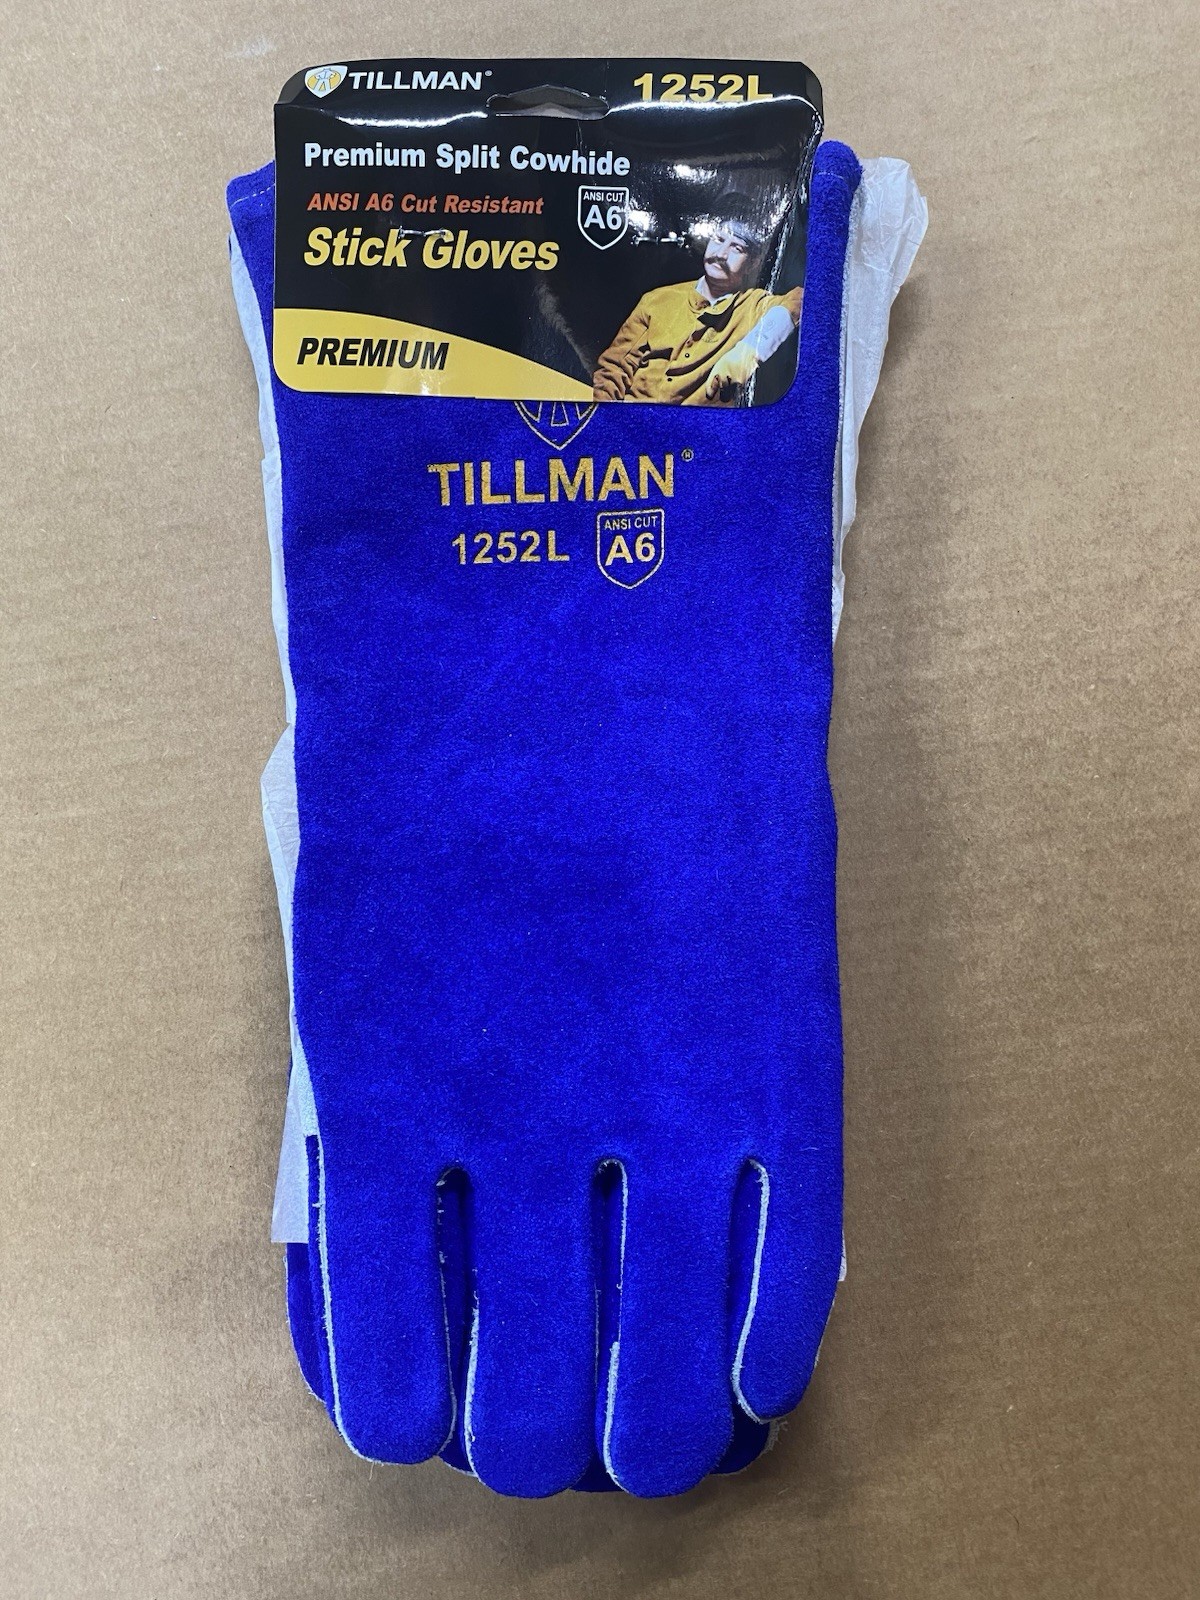 TILLMAN®
1252L
Premium Split Cowhide
ANSI A6 Cut Resistant
ANSI CUT
A6
Stick Gloves
PREMIUM
TILLMAN®
1252L
ANSI CUT
A6